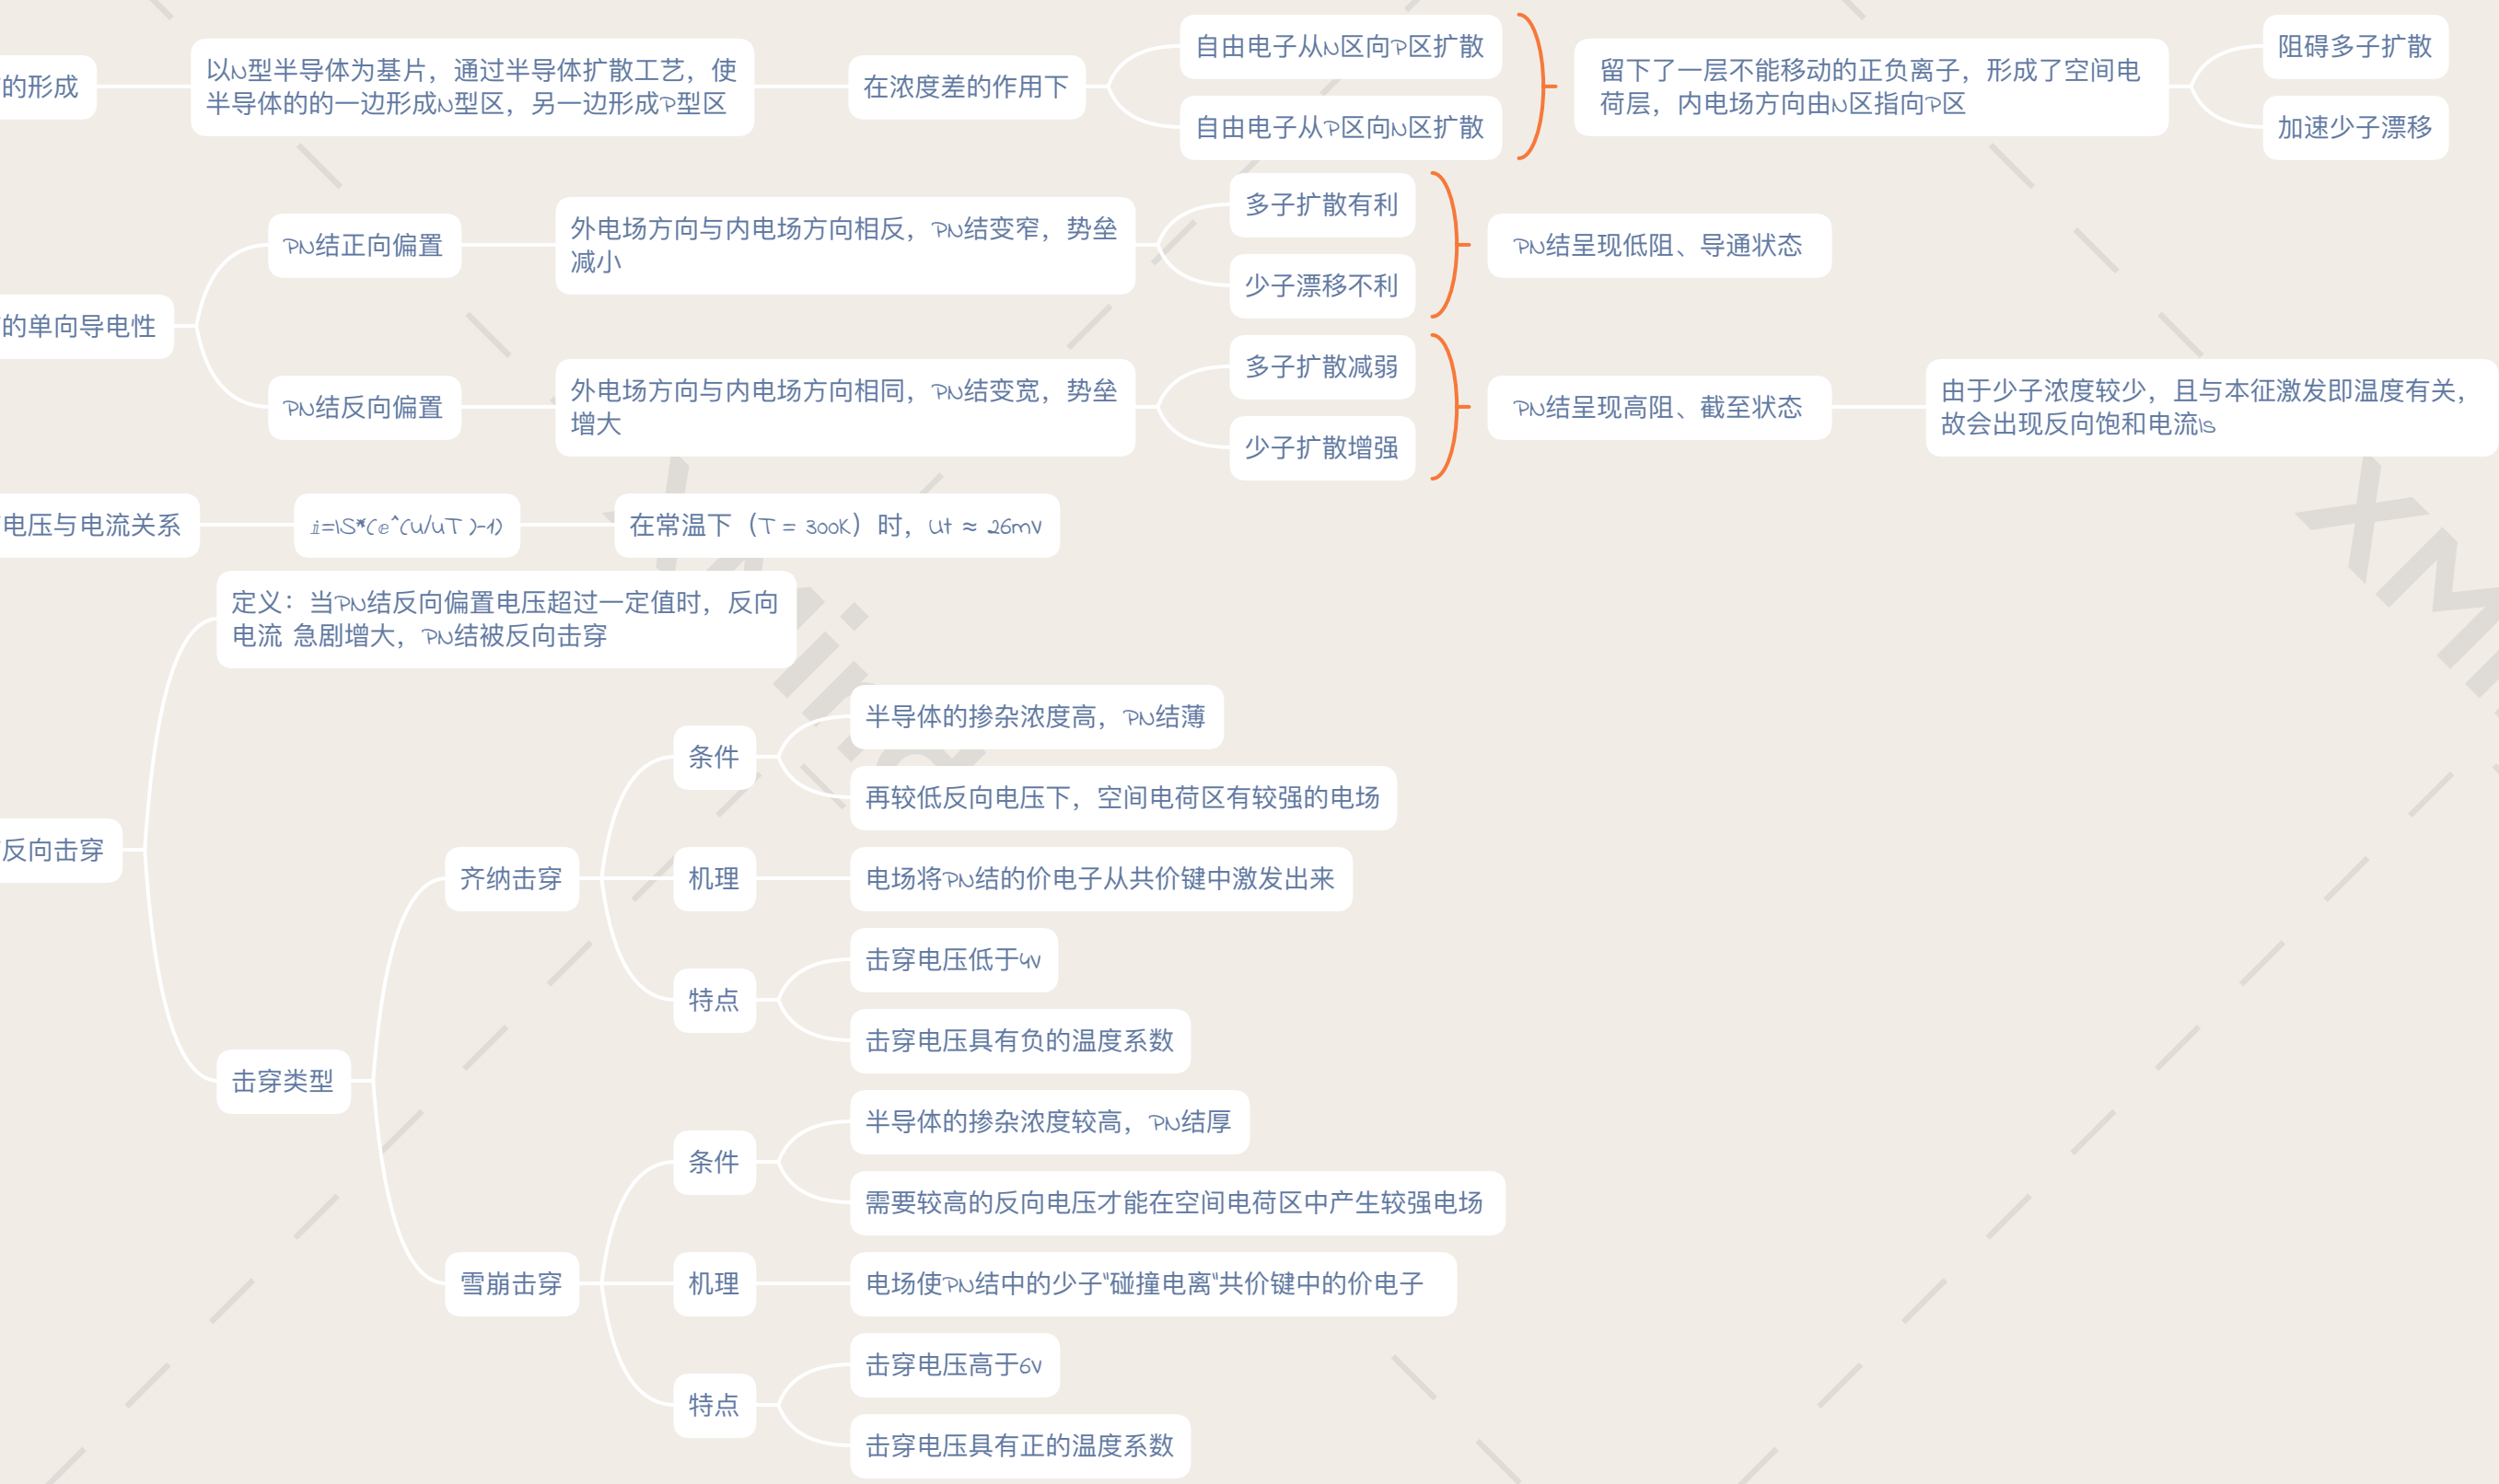 的形成
以N型半导体为基片，通过半导体扩散工艺，使
半导体的的一边形成N型区，另一边形成P型区
在浓度差的作用下
自由电子从N区向P区扩散
自由电子从P区向N区扩散
留下了一层不能移动的正负离子，形成了空间电
荷层，内电场方向由N区指向P区
阻碍多子扩散
加速少子漂移
的单向导电性
PN结正向偏置
外电场方向与内电场方向相反，PN结变窄，势垒
减小
多子扩散有利
少子漂移不利
PN结呈现低阻、导通状态
PN结反向偏置
外电场方向与内电场方向相同，PN结变宽，势垒
增大
多子扩散减弱
少子扩散增强
PN结呈现高阻、截至状态
由于少子浓度较少，且与本征激发即温度有关，
故会出现反向饱和电流IS
电压与电流关系
i=IS*(e^(u/uT )-1)
在常温下（T = 300K）时，Ut ≈ 26mV
反向击穿
定义：当PN结反向偏置电压超过一定值时，反向
电流 急剧增大，PN结被反向击穿
击穿类型
齐纳击穿
条件
半导体的掺杂浓度高，PN结薄
再较低反向电压下，空间电荷区有较强的电场
机理
电场将PN结的价电子从共价键中激发出来
特点
击穿电压低于4V
击穿电压具有负的温度系数
雪崩击穿
条件
半导体的掺杂浓度较高，PN结厚
需要较高的反向电压才能在空间电荷区中产生较强电场
机理
电场使PN结中的少子"碰撞电离"共价键中的价电子
特点
击穿电压高于6V
击穿电压具有正的温度系数